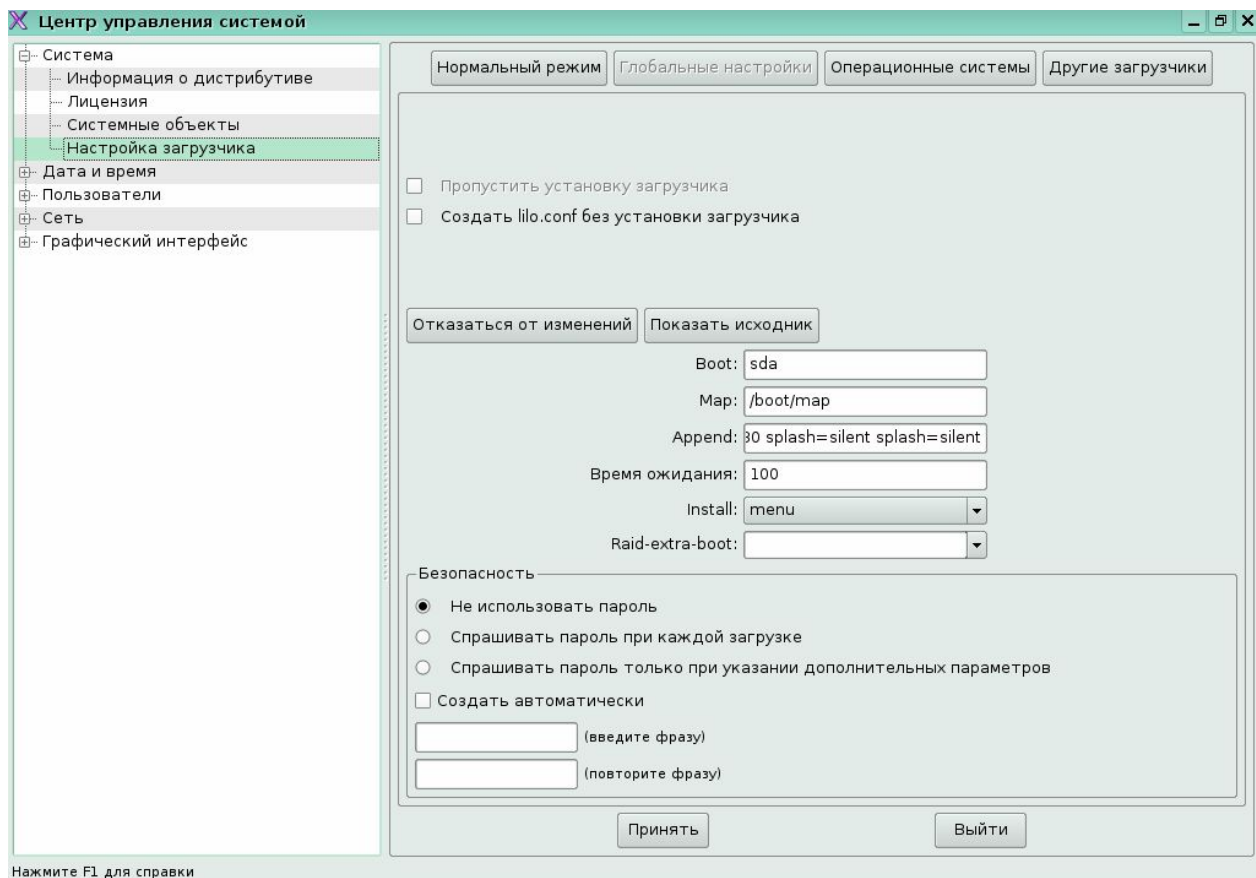 Центр управления системой
Система
Информация о дистрибутиве
Лицензия
Системные объекты
Настройка загрузчика
Дата и время
Пользователи
Сеть
Графический интерфейс
Нормальный режим Глобальные настройки Операционные системы Другие загрузчики
Пропустить установку загрузчика
Создать lilo.conf без установки загрузчика
Отказаться от изменений Показать исходник
Boot: sda
Map: /boot/map
Append: 30 splash=silent splash=silent
Время ожидания: 100
Install: menu
Raid-extra-boot:
Безопасность
Не использовать пароль
Спрашивать пароль при каждой загрузке
Спрашивать пароль только при указании дополнительных параметров
Создать автоматически
(введите фразу)
(повторите фразу)
Принять Выйти
Нажмите F1 для справки